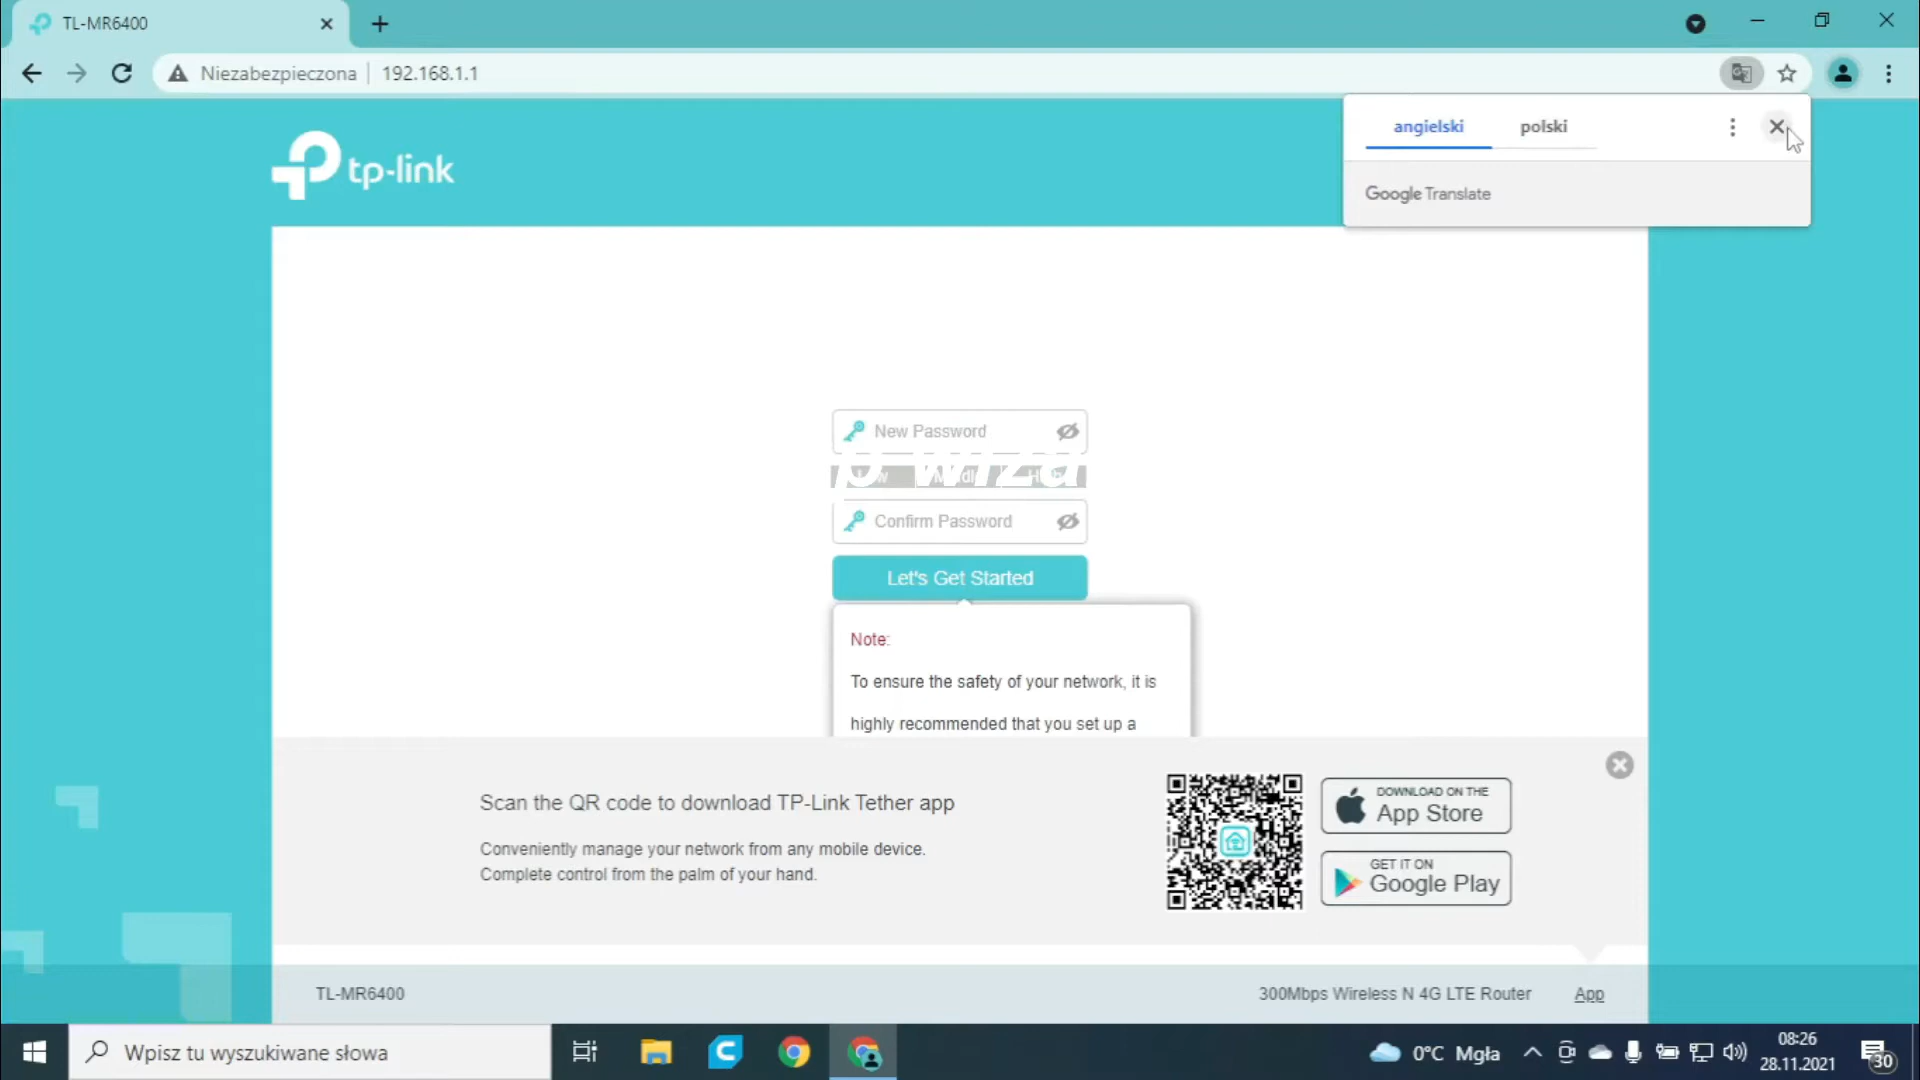 TL-MR6400
Niezabezpieczona
192.168.1.1
angielski
polski
Google Translate
tp-link
New Password
Confirm Password
Let's Get Started
Note:
To ensure the safety of your network, it is
highly recommended that you set up a
Scan the QR code to download TP-Link Tether app
Conveniently manage your network from any mobile device.
Complete control from the palm of your hand.
DOWNLOAD ON THE
App Store
GET IT ON
Google Play
TL-MR6400
300Mbps Wireless N 4G LTE Router
App
Wpisz tu wyszukiwane słowa
0°C Mgła
08:26
28.11.2021
30